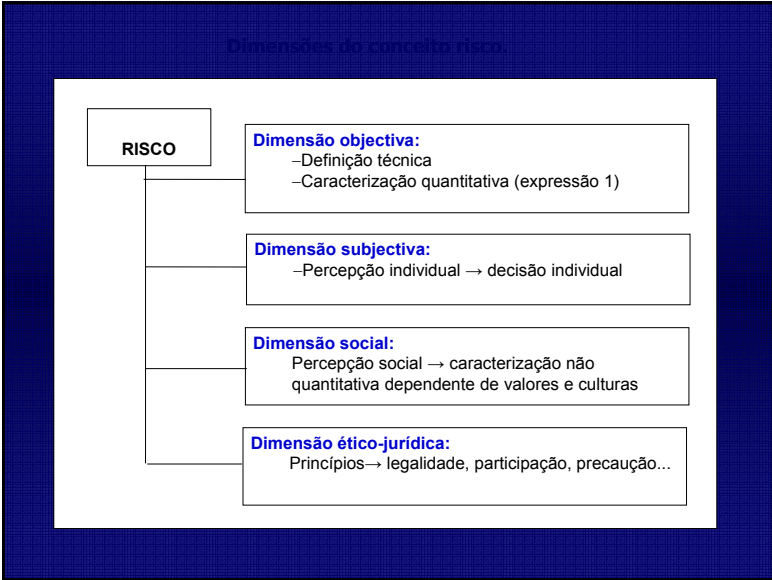 Dimensões do conceito risco.
RISCO
Dimensão objectiva:
–Definição técnica
–Caracterização quantitativa (expressão 1)
Dimensão subjectiva:
–Percepção individual → decisão individual
Dimensão social:
Percepção social → caracterização não
quantitativa dependente de valores e culturas
Dimensão ético-jurídica:
Princípios→ legalidade, participação, precaução...